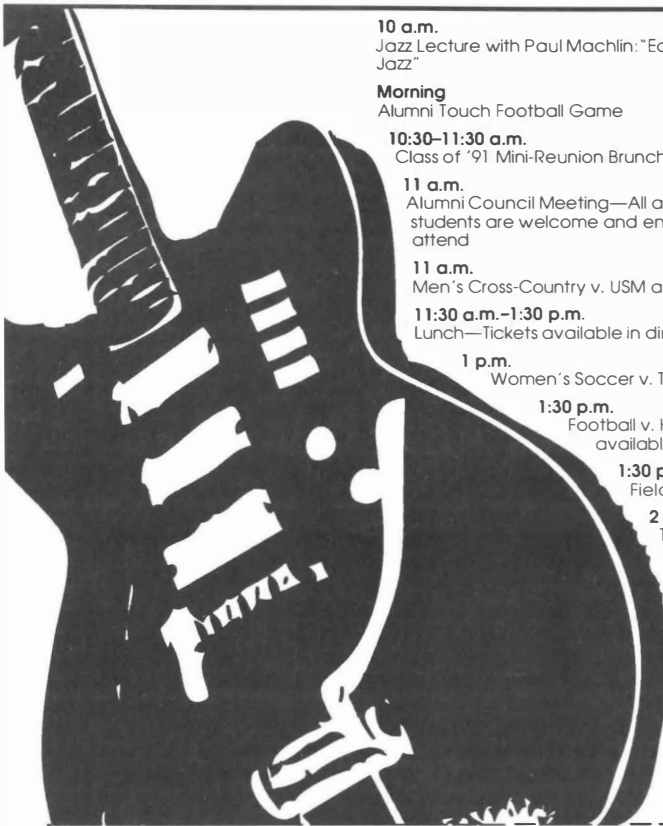 10 a.m.
Jazz Lecture with Paul Machlin: "Ea
Jazz"
Morning
Alumni Touch Football Game
10:30–11:30 a.m.
Class of '91 Mini-Reunion Brunch
11 a.m.
Alumni Council Meeting—All a
students are welcome and en
attend
11 a.m.
Men's Cross-Country v. USM a
11:30 a.m.–1:30 p.m.
Lunch—Tickets available in di
1 p.m.
Women's Soccer v. T
1:30 p.m.
Football v.
availabl
1:30 p
Field
2